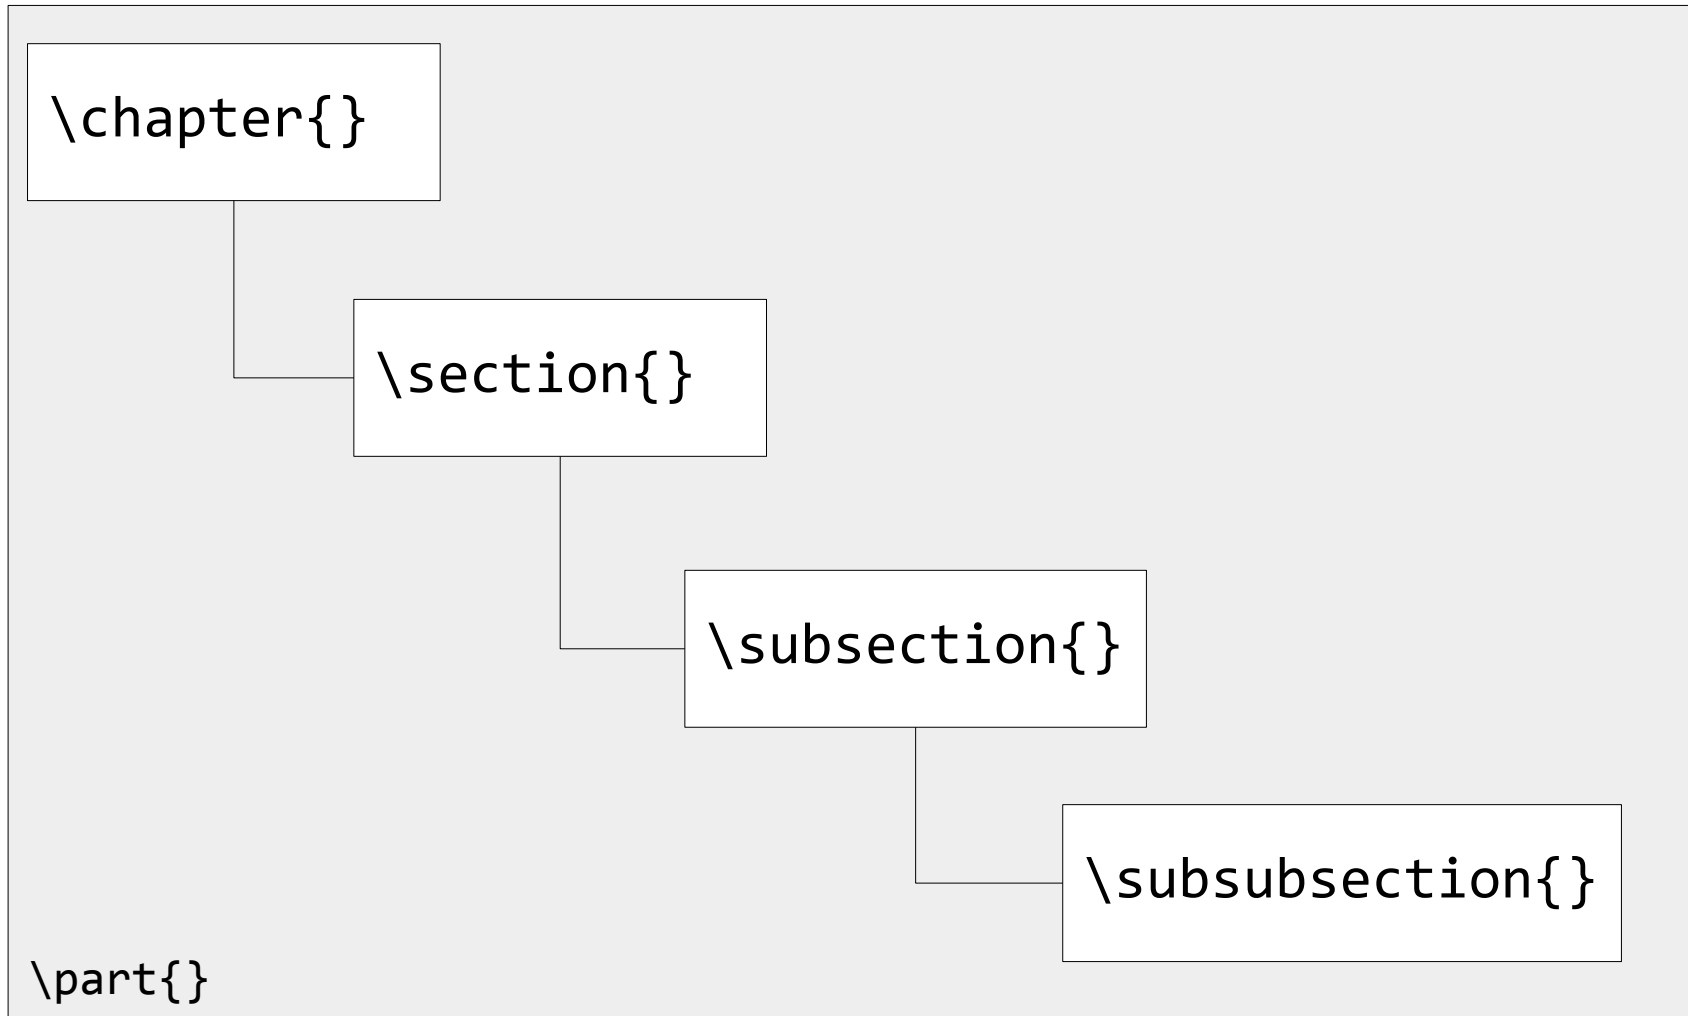 \chapter{}
\section{}
\subsection{}
\subsubsection{}
\part{}